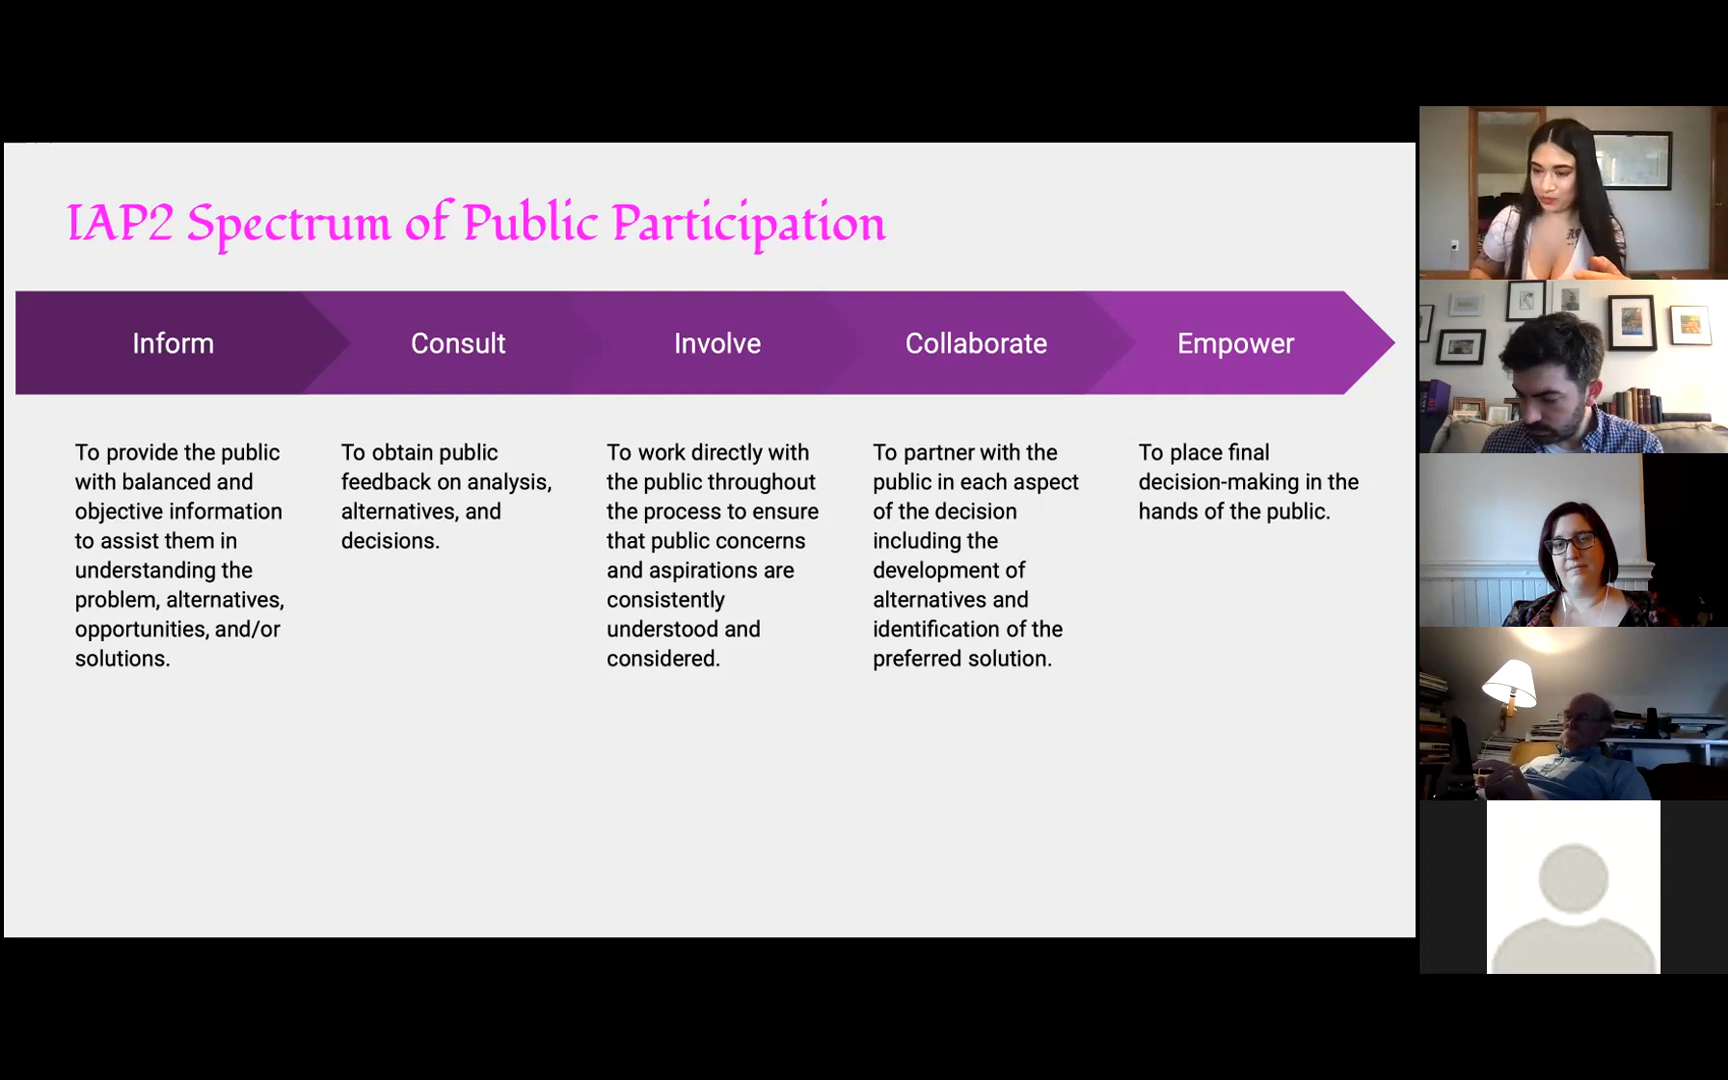 IAP2 Spectrum of Public Participation
Inform
Consult
Involve
Collaborate
Empower
To provide the public
with balanced and
objective information
to assist them in
understanding the
problem, alternatives,
opportunities, and/or
solutions.
To obtain public
feedback on analysis,
alternatives, and
decisions.
To work directly with
the public throughout
the process to ensure
that public concerns
and aspirations are
consistently
understood and
considered.
To partner with the
public in each aspect
of the decision
including the
development of
alternatives and
identification of the
preferred solution.
To place final
decision-making in the
hands of the public.